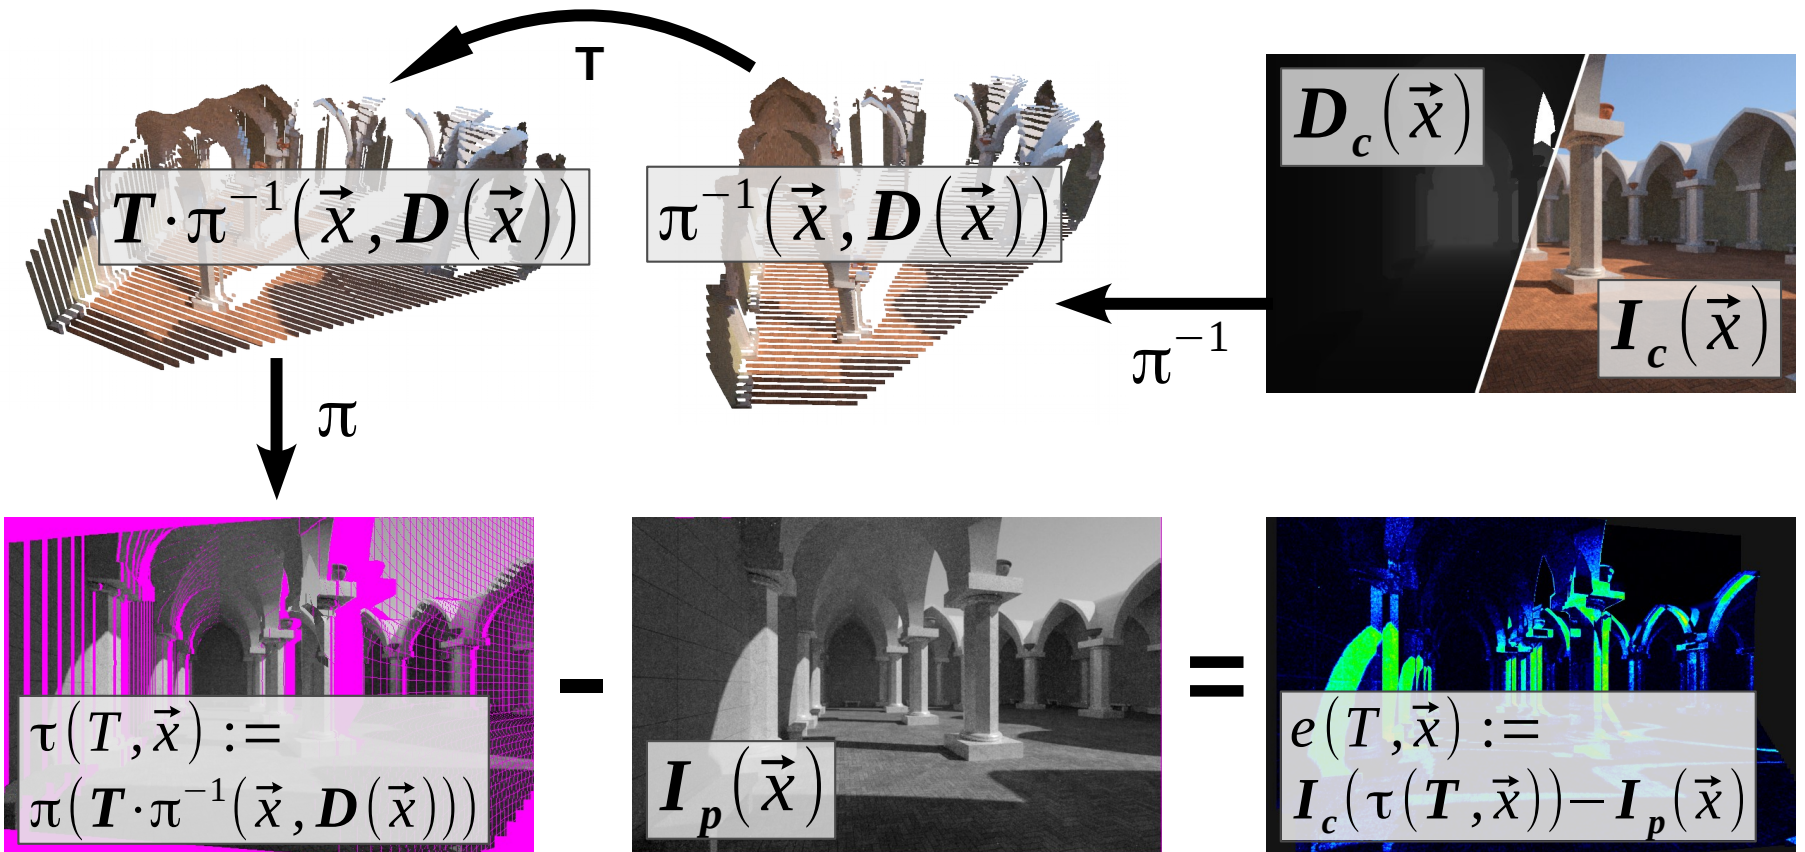 T
D_c(x⃗)
T·π⁻¹(x⃗, D(x⃗))
π⁻¹(x⃗, D(x⃗))
I_c(x⃗)
π⁻¹
π
τ(T, x⃗) :=
π(T·π⁻¹(x⃗, D(x⃗)))
I_p(x⃗)
e(T, x⃗) :=
I_c(τ(T, x⃗))−I_p(x⃗)